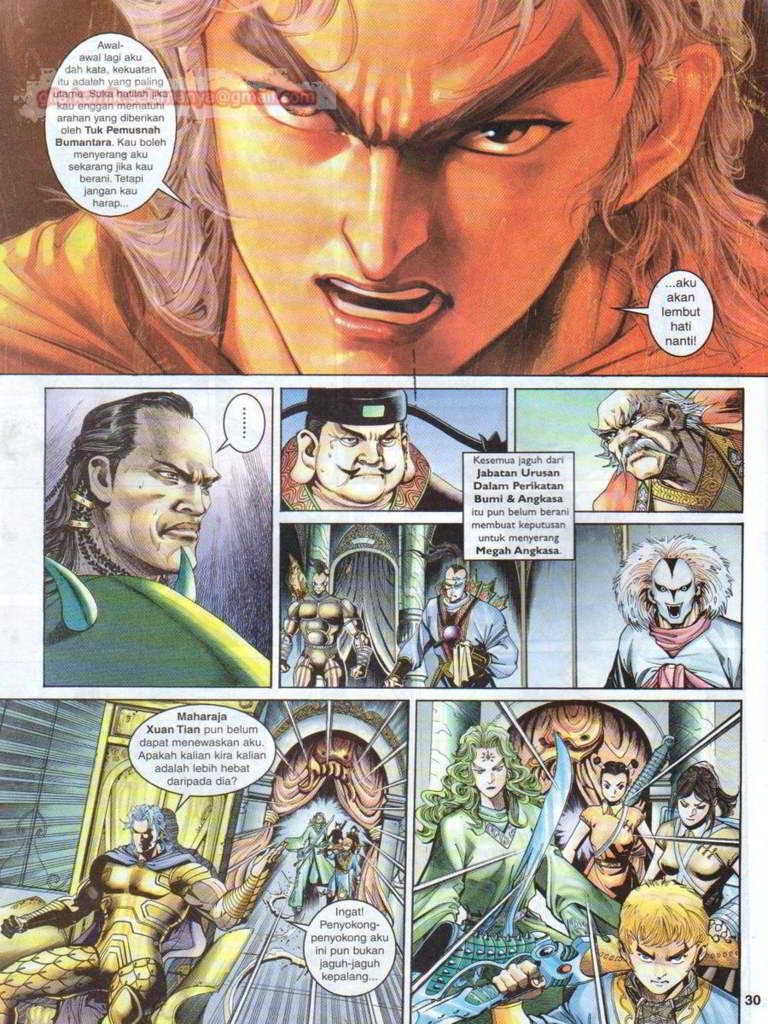 Awal-
awal lagi aku
dah kata, kekuatan
itu adalah yang paling
utama. Suka hatilah jika
kau enggan mematuhi
arahan yang diberikan
oleh Tuk Pemusnah
Bumantara. Kau boleh
menyerang aku
sekarang jika kau
berani. Tetapi
jangan kau
harap...
...aku
akan
lembut
hati
nanti!
.......
Kesemua jaguh dari
Jabatan Urusan
Dalam Perikatan
Bumi & Angkasa
itu pun belum berani
membuat keputusan
untuk menyerang
Megah Angkasa.
Maharaja
Xuan Tian pun belum
dapat menewaskan aku.
Apakah kalian kira kalian
adalah lebih hebat
daripada dia?
Ingat!
Penyokong-
penyokong aku
ini pun bukan
jaguh-jaguh
kepalang...
30